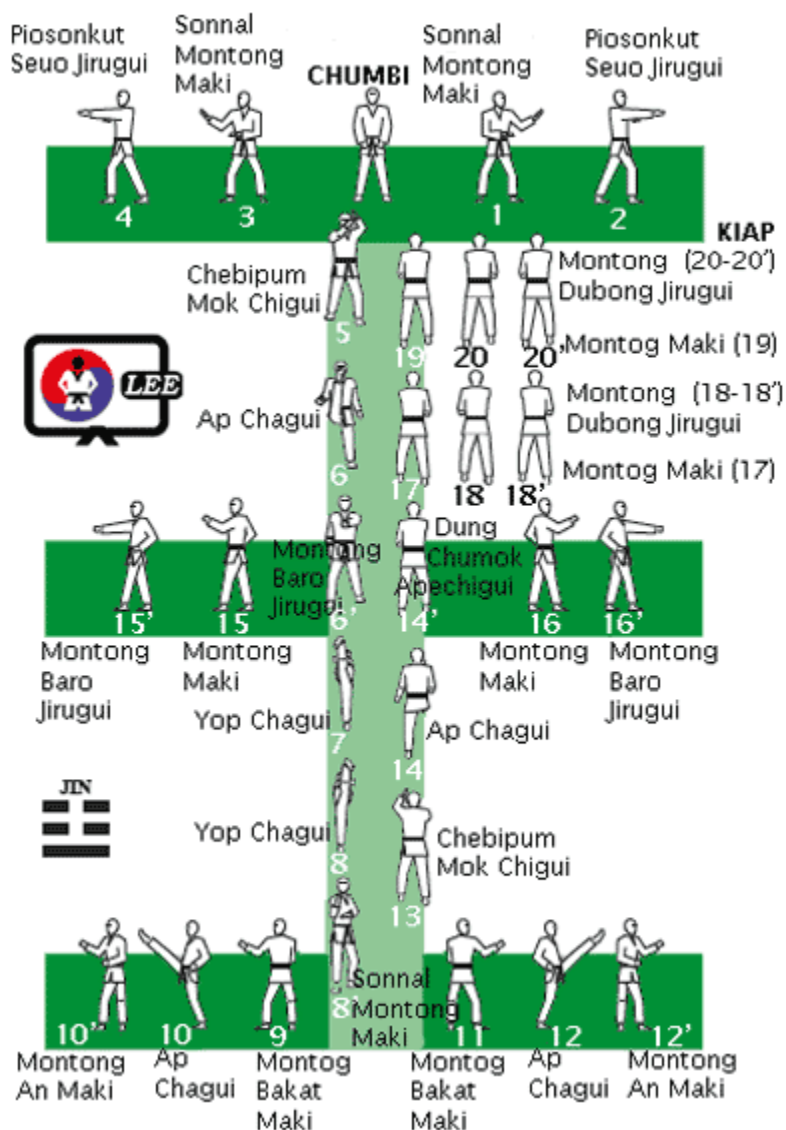 Piosonkut
Seuo Jirugui
Sonnal
Montong
Maki
CHUMBI
Sonnal
Montong
Maki
Piosonkut
Seuo Jirugui
4
3
1
2
KIAP
Chebipum
Mok Chigui
5
19
20
20'
Montong (20-20')
Dubong Jirugui
Montog Maki (19)
LEE
Ap Chagui
6
17
18
18'
Montong (18-18')
Dubong Jirugui
Montog Maki (17)
Montong
Baro
Jirugui
Dung
Chumok
Apechigui
15'
15
6'
14'
16
16'
Montong
Baro
Jirugui
Montong
Maki
Montong
Maki
Montong
Baro
Jirugui
Yop Chagui
7
Ap Chagui
14
JIN
Yop Chagui
8
Chebipum
Mok Chigui
13
Sonnal
Montong
Maki
10'
10
9
8'
11
12
12'
Montong
An Maki
Ap
Chagui
Montog
Bakat
Maki
Montog
Bakat
Maki
Ap
Chagui
Montong
An Maki